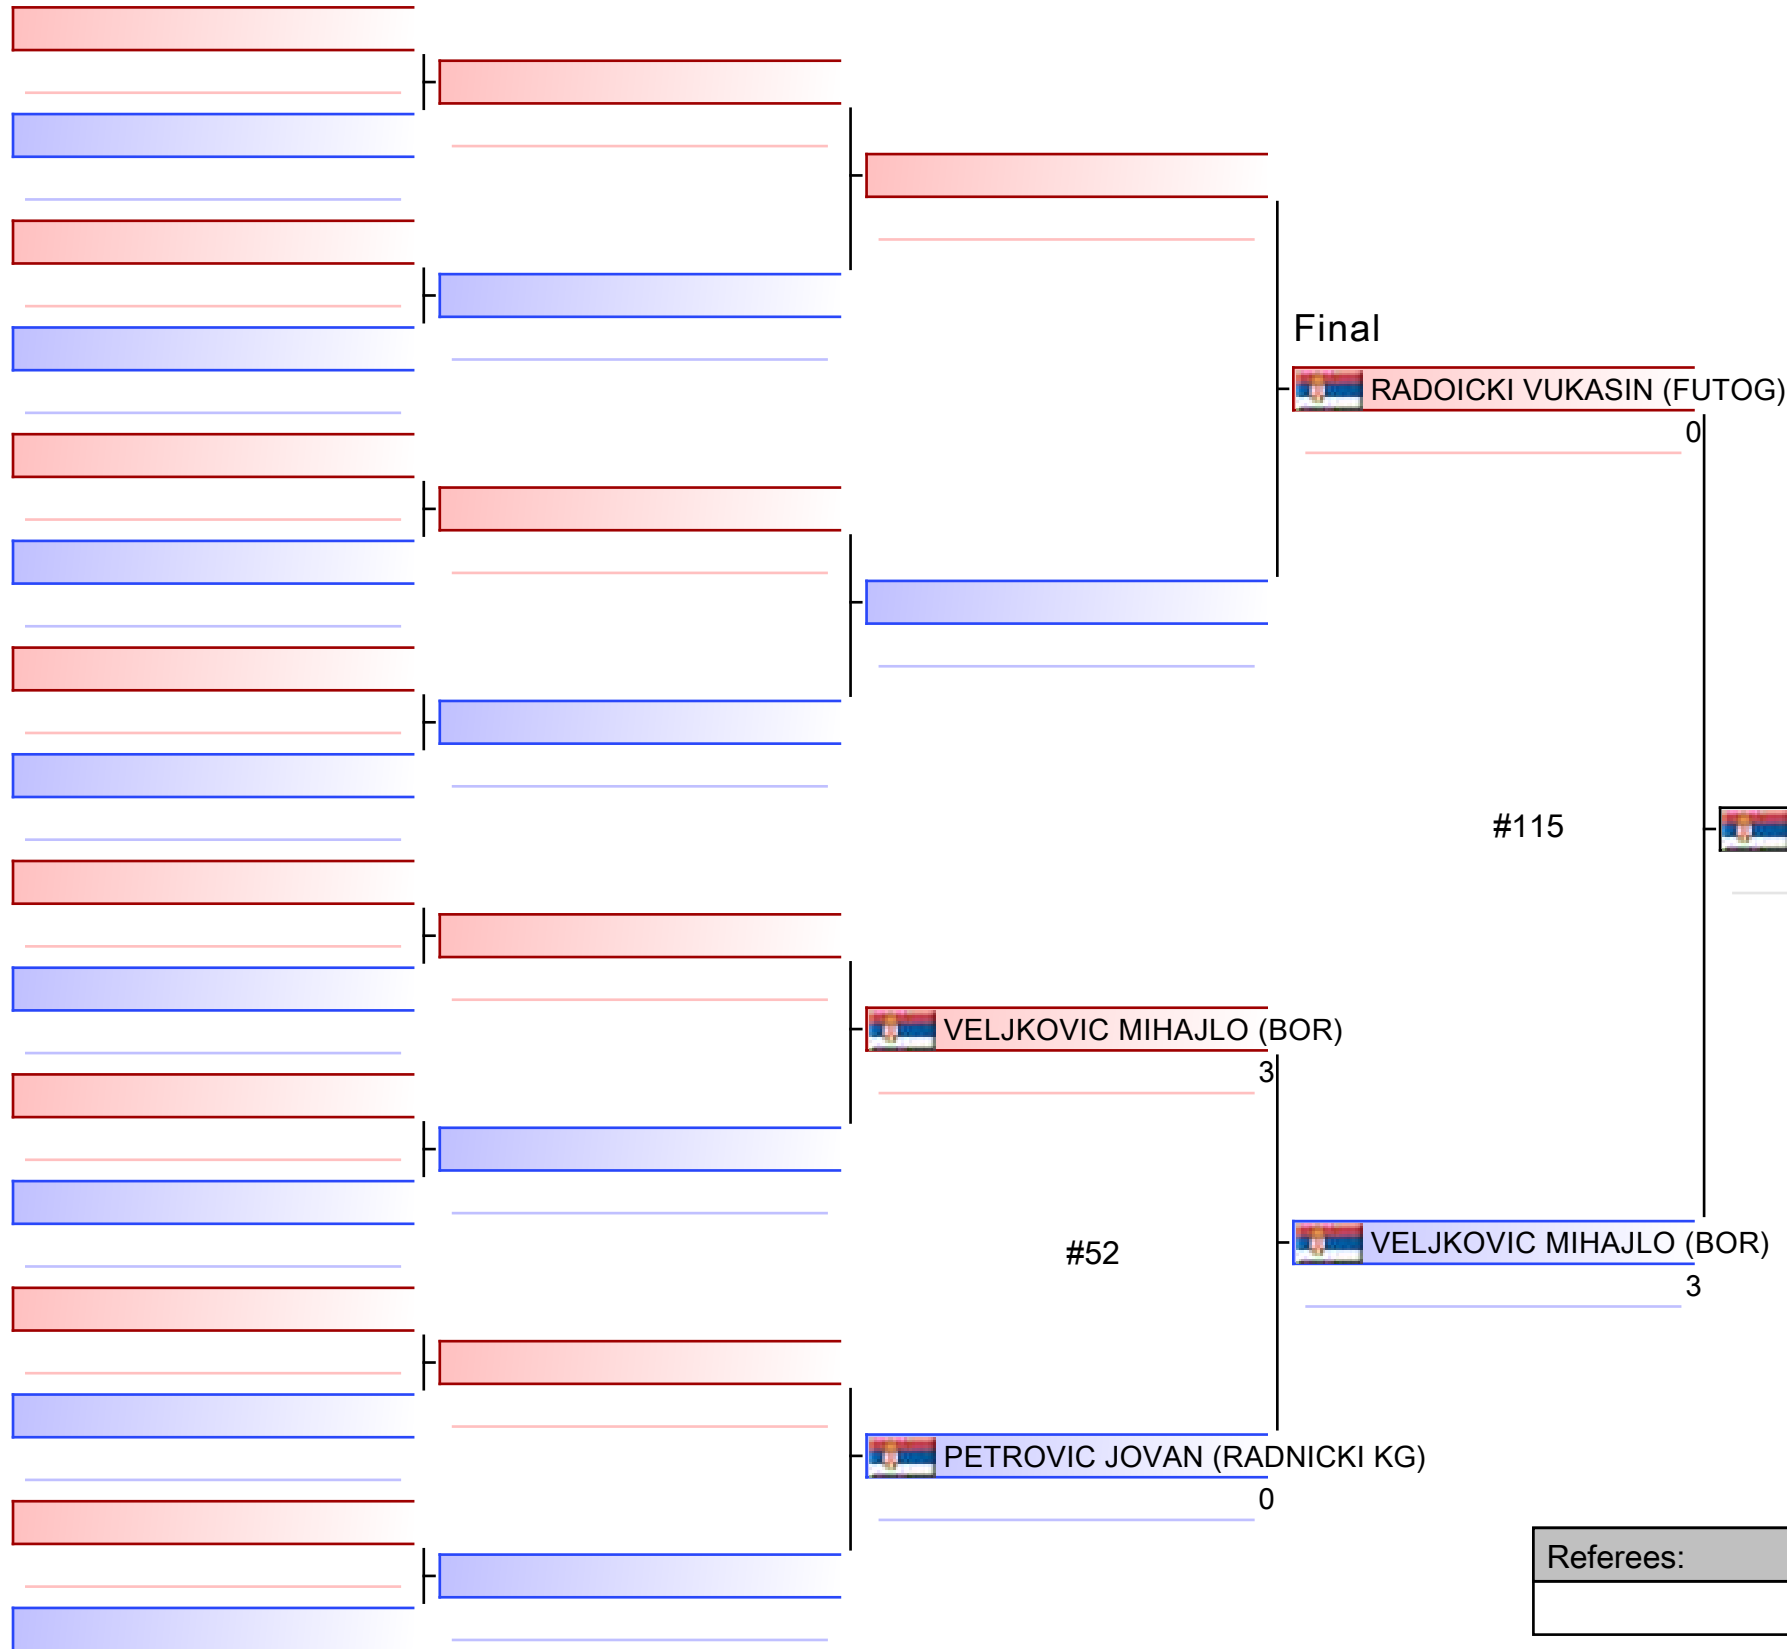 Final
RADOICKI VUKASIN (FUTOG)
0
#115
VELJKOVIC MIHAJLO (BOR)
3
#52
VELJKOVIC MIHAJLO (BOR)
3
PETROVIC JOVAN (RADNICKI KG)
0
Referees: